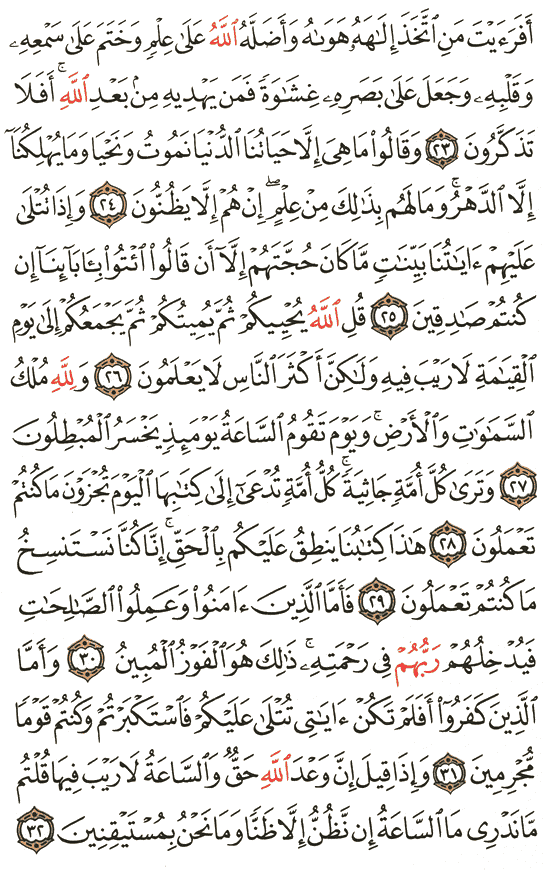 أَفَرَءَيْتَ مَنِ ٱتَّخَذَ إِلَٰهَهُۥ هَوَىٰهُ وَأَضَلَّهُ ٱللَّهُ عَلَىٰ عِلْمٍ وَخَتَمَ عَلَىٰ سَمْعِهِۦ
وَقَلْبِهِۦ وَجَعَلَ عَلَىٰ بَصَرِهِۦ غِشَٰوَةً فَمَن يَهْدِيهِ مِنۢ بَعْدِ ٱللَّهِ ۚ أَفَلَا
تَذَكَّرُونَ ٢٣ وَقَالُوا۟ مَا هِىَ إِلَّا حَيَاتُنَا ٱلدُّنْيَا نَمُوتُ وَنَحْيَا وَمَا يُهْلِكُنَآ
إِلَّا ٱلدَّهْرُ ۚ وَمَا لَهُم بِذَٰلِكَ مِنْ عِلْمٍ ۖ إِنْ هُمْ إِلَّا يَظُنُّونَ ٢٤ وَإِذَا تُتْلَىٰ
عَلَيْهِمْ ءَايَٰتُنَا بَيِّنَٰتٍ مَّا كَانَ حُجَّتَهُمْ إِلَّآ أَن قَالُوا۟ ٱئْتُوا۟ بِـَٔابَآئِنَآ إِن
كُنتُمْ صَٰدِقِينَ ٢٥ قُلِ ٱللَّهُ يُحْيِيكُمْ ثُمَّ يُمِيتُكُمْ ثُمَّ يَجْمَعُكُمْ إِلَىٰ يَوْمِ
ٱلْقِيَٰمَةِ لَا رَيْبَ فِيهِ وَلَٰكِنَّ أَكْثَرَ ٱلنَّاسِ لَا يَعْلَمُونَ ٢٦ وَلِلَّهِ مُلْكُ
ٱلسَّمَٰوَٰتِ وَٱلْأَرْضِ ۚ وَيَوْمَ تَقُومُ ٱلسَّاعَةُ يَوْمَئِذٍ يَخْسَرُ ٱلْمُبْطِلُونَ
٢٧ وَتَرَىٰ كُلَّ أُمَّةٍ جَاثِيَةً ۚ كُلُّ أُمَّةٍ تُدْعَىٰٓ إِلَىٰ كِتَٰبِهَا ٱلْيَوْمَ تُجْزَوْنَ مَا كُنتُمْ
تَعْمَلُونَ ٢٨ هَٰذَا كِتَٰبُنَا يَنطِقُ عَلَيْكُم بِٱلْحَقِّ ۚ إِنَّا كُنَّا نَسْتَنسِخُ
مَا كُنتُمْ تَعْمَلُونَ ٢٩ فَأَمَّا ٱلَّذِينَ ءَامَنُوا۟ وَعَمِلُوا۟ ٱلصَّٰلِحَٰتِ
فَيُدْخِلُهُمْ رَبُّهُمْ فِى رَحْمَتِهِۦ ۚ ذَٰلِكَ هُوَ ٱلْفَوْزُ ٱلْمُبِينُ ٣٠ وَأَمَّا
ٱلَّذِينَ كَفَرُوٓا۟ أَفَلَمْ تَكُنْ ءَايَٰتِى تُتْلَىٰ عَلَيْكُمْ فَٱسْتَكْبَرْتُمْ وَكُنتُمْ قَوْمًا
مُّجْرِمِينَ ٣١ وَإِذَا قِيلَ إِنَّ وَعْدَ ٱللَّهِ حَقٌّ وَٱلسَّاعَةُ لَا رَيْبَ فِيهَا قُلْتُم
مَّا نَدْرِى مَا ٱلسَّاعَةُ إِن نَّظُنُّ إِلَّا ظَنًّا وَمَا نَحْنُ بِمُسْتَيْقِنِينَ ٣٢